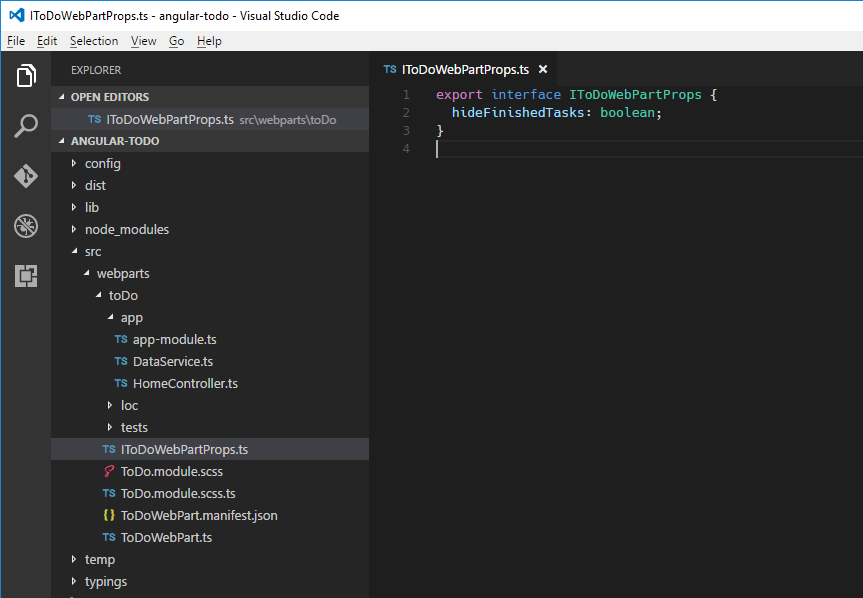 IToDoWebPartProps.ts - angular-todo - Visual Studio Code
File Edit Selection View Go Help
EXPLORER
OPEN EDITORS
TS IToDoWebPartProps.ts src\webparts\toDo
ANGULAR-TODO
config
dist
lib
node_modules
src
webparts
toDo
app
TS app-module.ts
TS DataService.ts
TS HomeController.ts
loc
tests
TS IToDoWebPartProps.ts
ToDo.module.scss
TS ToDo.module.scss.ts
{} ToDoWebPart.manifest.json
TS ToDoWebPart.ts
temp
typings
TS IToDoWebPartProps.ts ×
1 export interface IToDoWebPartProps {
2 hideFinishedTasks: boolean;
3 }
4